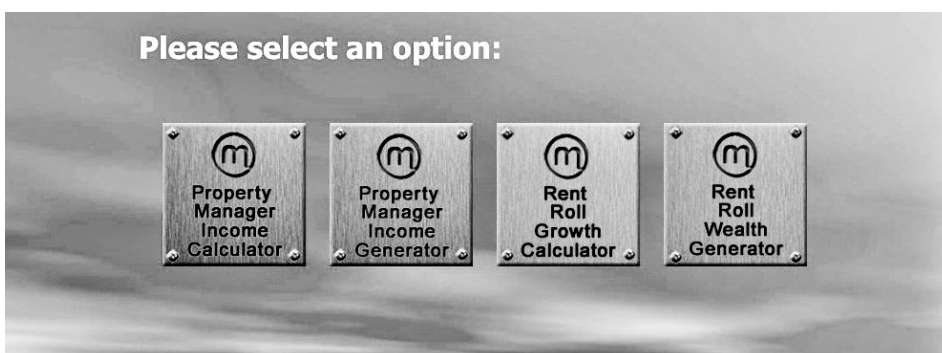 Please select an option:
m
Property
Manager
Income
Calculator
m
Property
Manager
Income
Generator
m
Rent
Roll
Growth
Calculator
m
Rent
Roll
Wealth
Generator